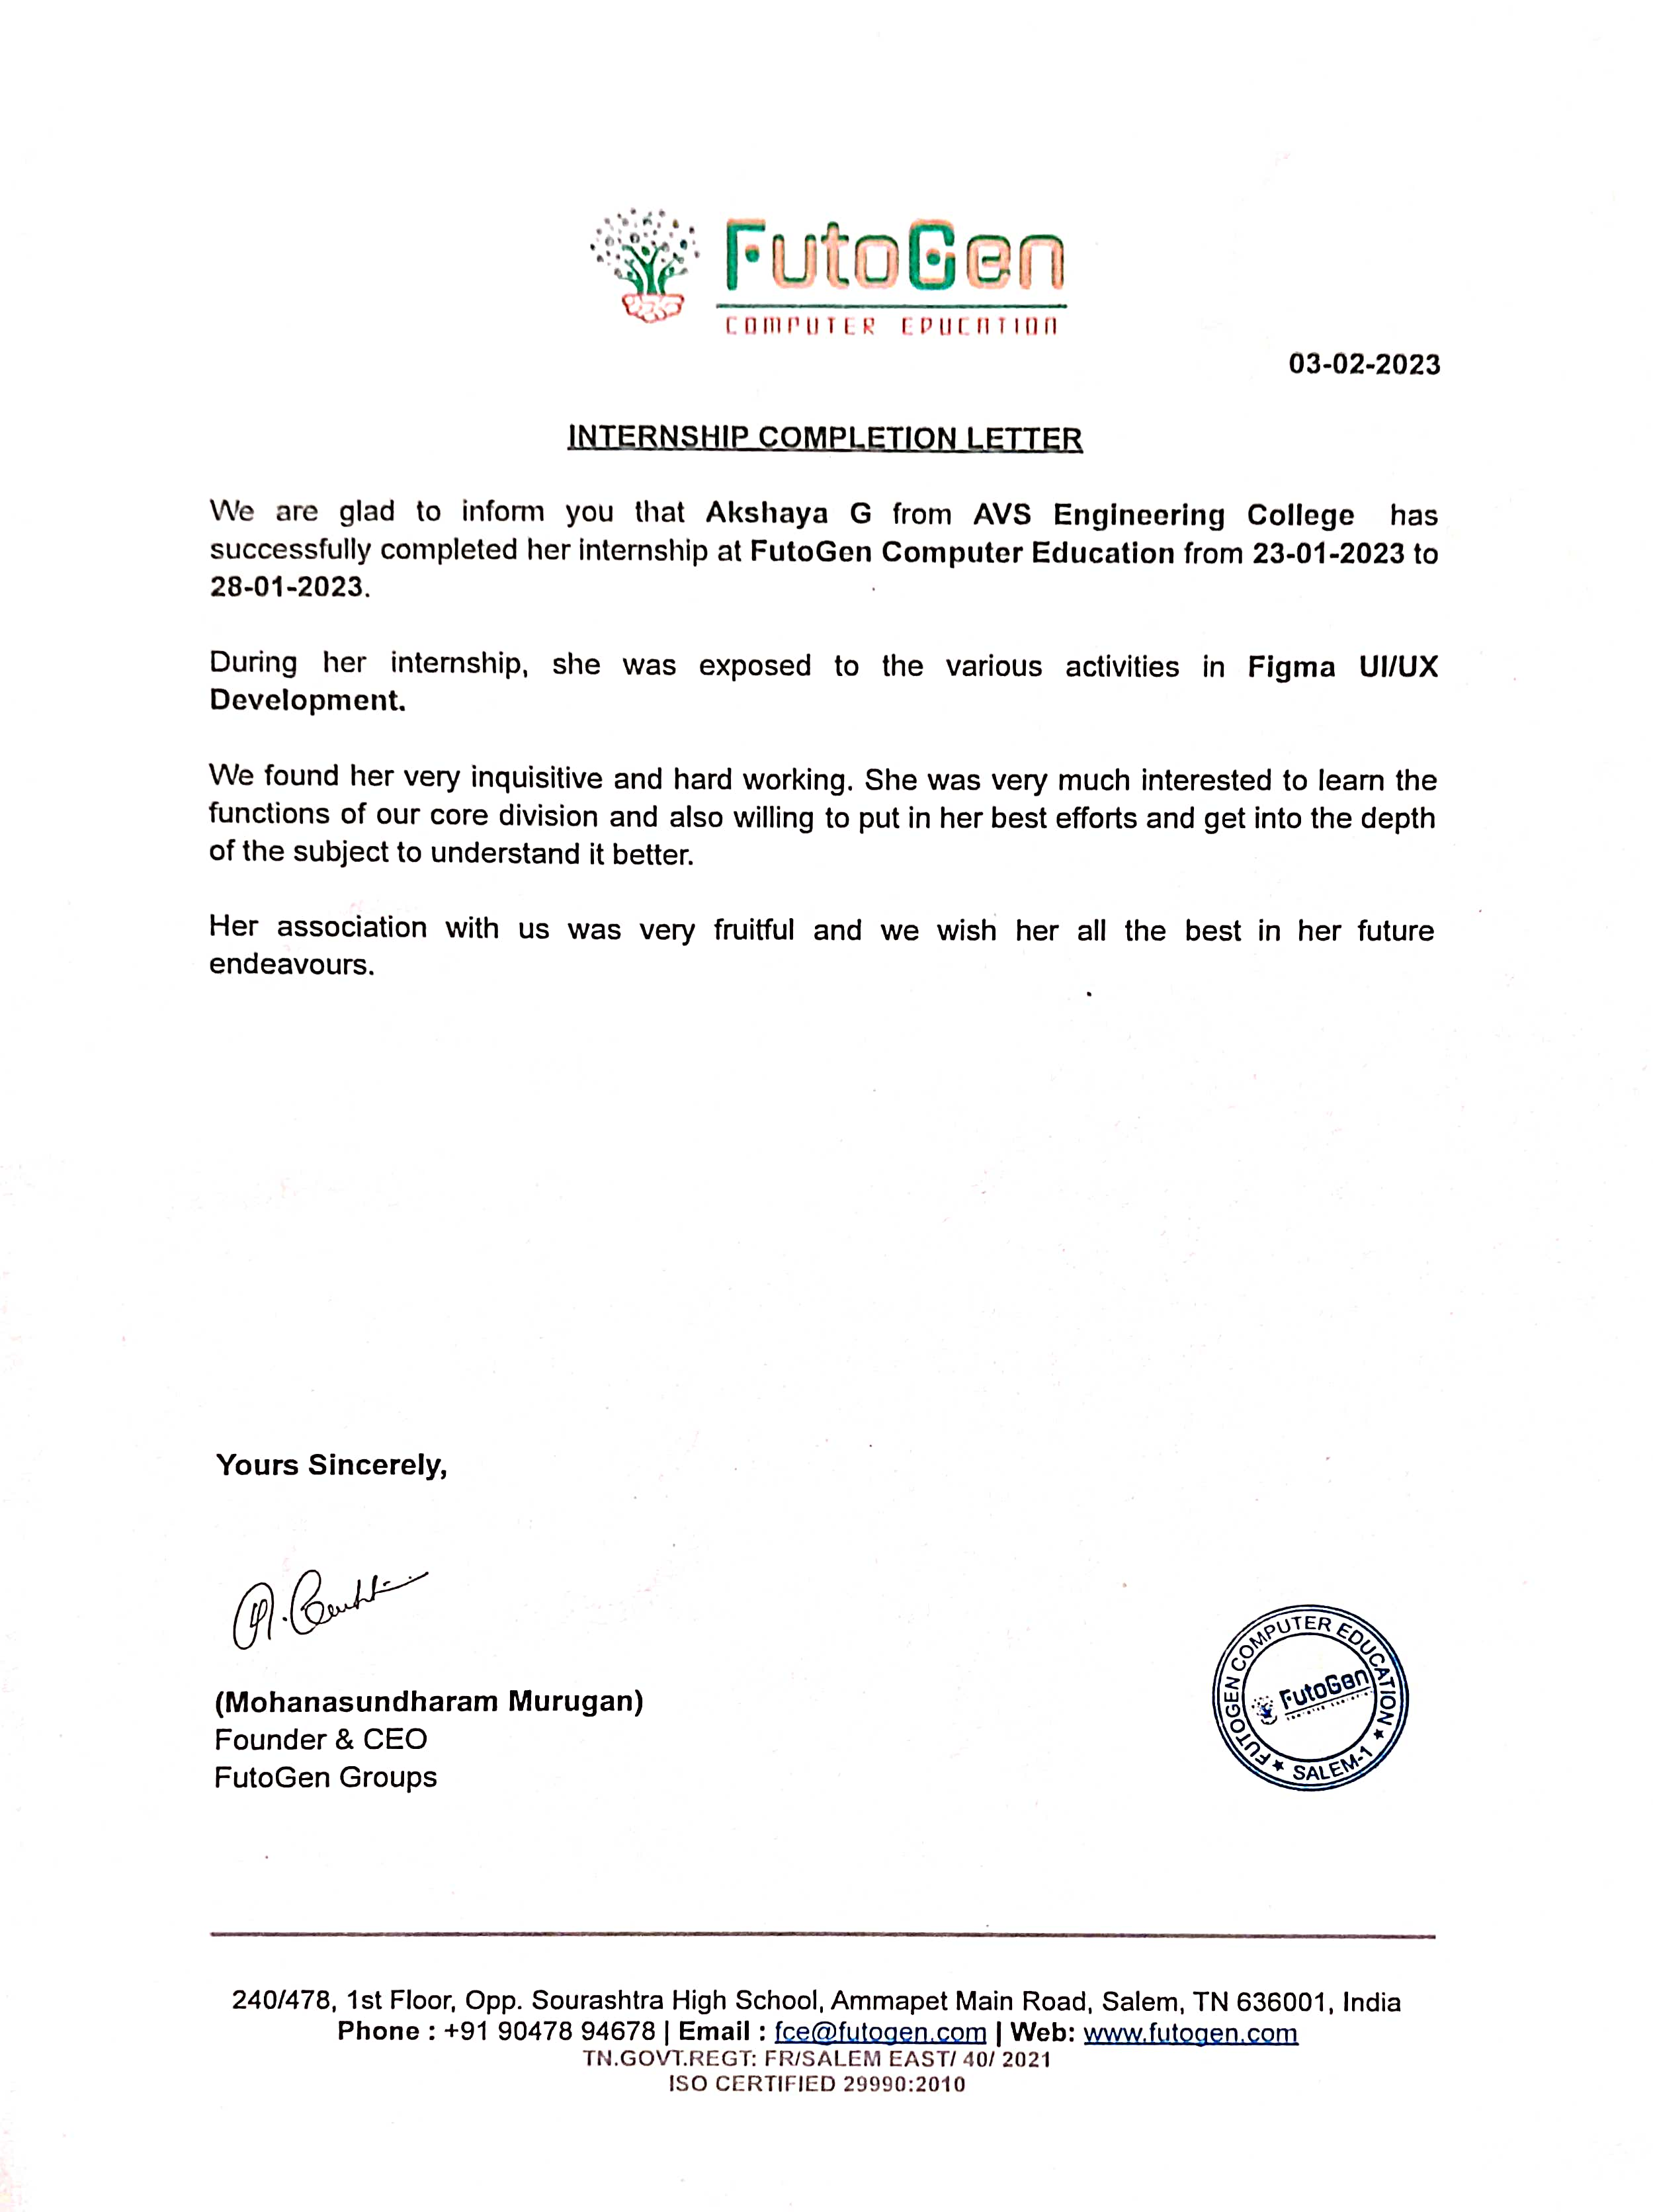 FutoGen
COMPUTER EDUCATION
03-02-2023
INTERNSHIP COMPLETION LETTER
We are glad to inform you that Akshaya G from AVS Engineering College has
successfully completed her internship at FutoGen Computer Education from 23-01-2023 to
28-01-2023.
During her internship, she was exposed to the various activities in Figma UI/UX
Development.
We found her very inquisitive and hard working. She was very much interested to learn the
functions of our core division and also willing to put in her best efforts and get into the depth
of the subject to understand it better.
Her association with us was very fruitful and we wish her all the best in her future
endeavours.
Yours Sincerely,
(Mohanasundharam Murugan)
Founder & CEO
FutoGen Groups
FUTOGEN COMPUTER EDUCATION
FutoGen
SALEM-1
240/478, 1st Floor, Opp. Sourashtra High School, Ammapet Main Road, Salem, TN 636001, India
Phone : +91 90478 94678 | Email : fce@futogen.com | Web: www.futogen.com
TN.GOVT.REGT: FR/SALEM EAST/ 40/ 2021
ISO CERTIFIED 29990:2010